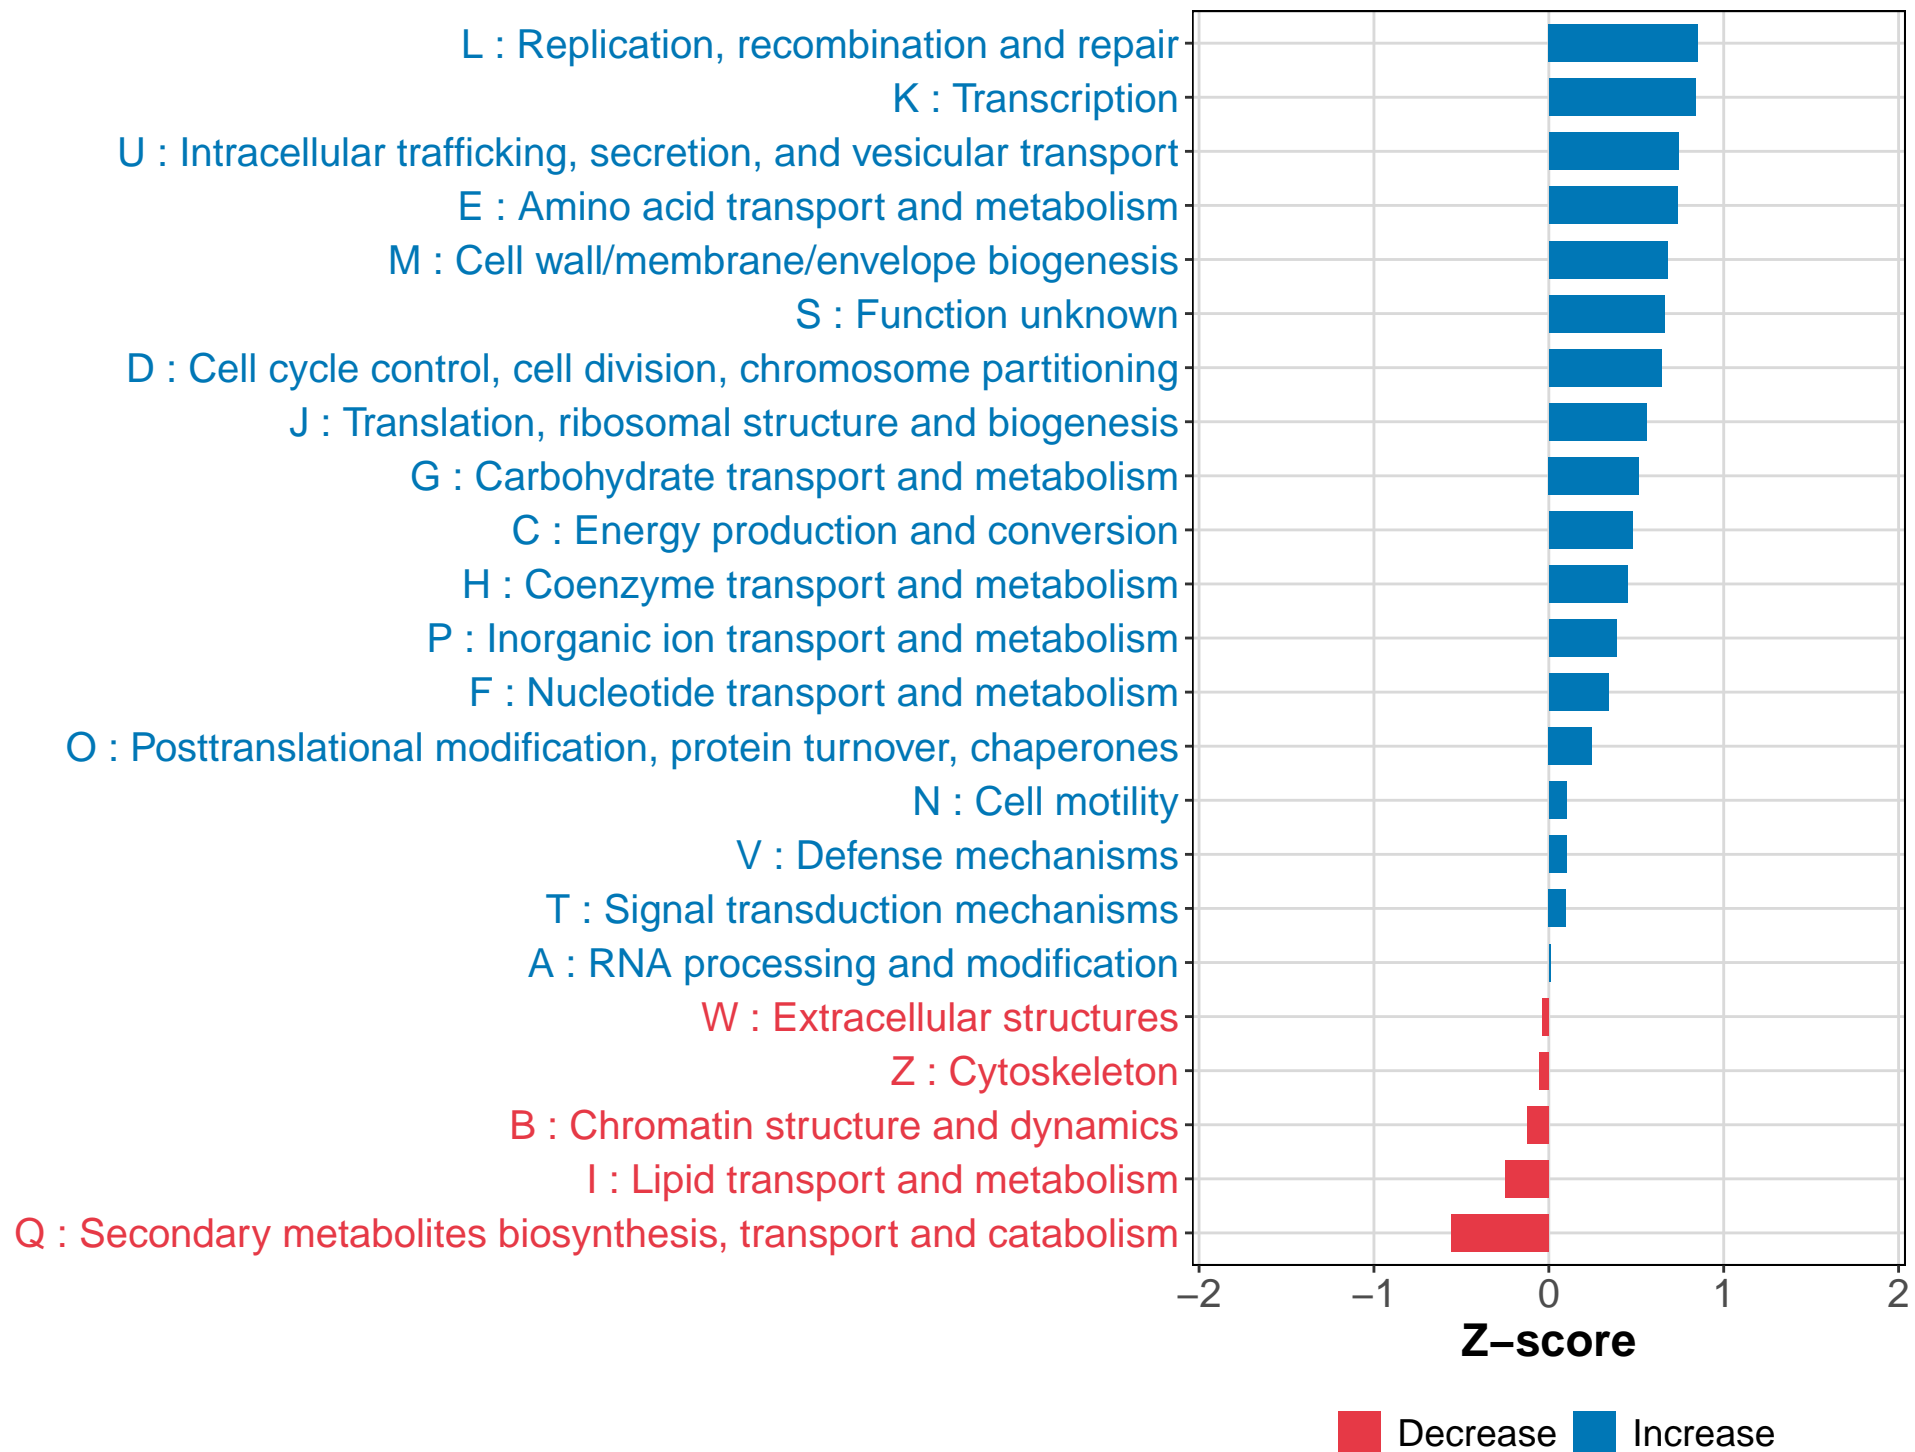 L : Replication, recombination and repair
K : Transcription
U : Intracellular trafficking, secretion, and vesicular transport
E : Amino acid transport and metabolism
M : Cell wall/membrane/envelope biogenesis
S : Function unknown
D : Cell cycle control, cell division, chromosome partitioning
J : Translation, ribosomal structure and biogenesis
G : Carbohydrate transport and metabolism
C : Energy production and conversion
H : Coenzyme transport and metabolism
P : Inorganic ion transport and metabolism
F : Nucleotide transport and metabolism
O : Posttranslational modification, protein turnover, chaperones
N : Cell motility
V : Defense mechanisms
T : Signal transduction mechanisms
A : RNA processing and modification
W : Extracellular structures
Z : Cytoskeleton
B : Chromatin structure and dynamics
I : Lipid transport and metabolism
Q : Secondary metabolites biosynthesis, transport and catabolism
−2 −1 0 1 2
Z−score
Decrease Increase